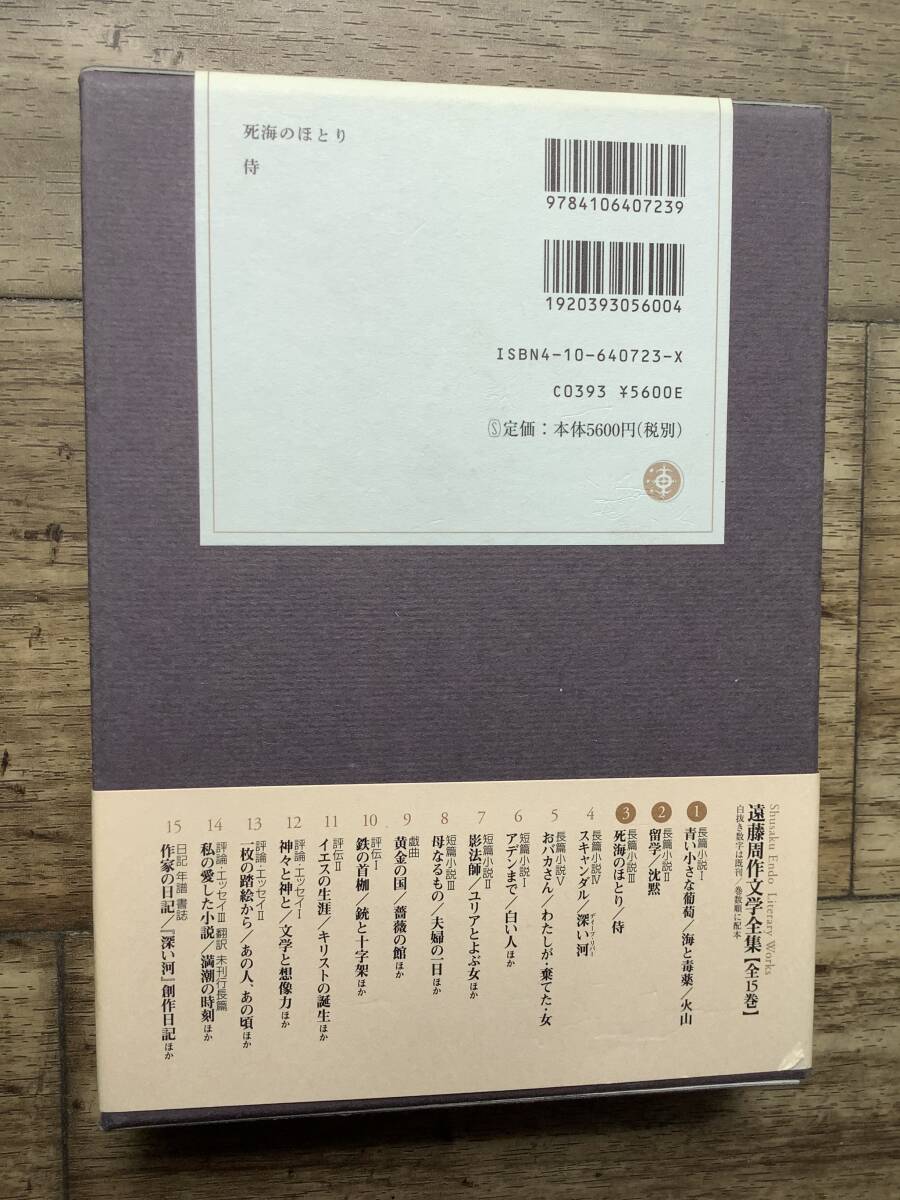 死海のほとり
侍
9784106407239
1920393056004
ISBN4-10-640723-X
C0393 ¥5600E
Ⓢ定価：本体5600円(税別)
Shusaku Endo Literary Works
遠藤周作文学全集【全15巻】
白抜き数字は既刊／巻数順に配本
1
長篇小説Ⅰ
青い小さな葡萄／海と毒薬／火山
2
長篇小説Ⅱ
留学／沈黙
3
長篇小説Ⅲ
死海のほとり／侍
4
長篇小説Ⅳ
スキャンダル／深い河
ディープ・リバー
5
長篇小説Ⅴ
おバカさん／わたしが・棄てた・女
6
短篇小説Ⅰ
アデンまで／白い人ほか
7
短篇小説Ⅱ
影法師／ユリアとよぶ女ほか
8
短篇小説Ⅲ
母なるもの／夫婦の一日ほか
9
戯曲
黄金の国／薔薇の館ほか
10
評伝Ⅰ
鉄の首枷／銃と十字架ほか
11
評伝Ⅱ
イエスの生涯／キリストの誕生ほか
12
評論・エッセイⅠ
神々と神と／文学と想像力ほか
13
評論・エッセイⅡ
一枚の踏絵から／あの人、あの頃ほか
14
評論・エッセイⅢ 翻訳 未刊行長篇
私の愛した小説／満潮の時刻ほか
15
日記 年譜 書誌
作家の日記／『深い河』創作日記ほか